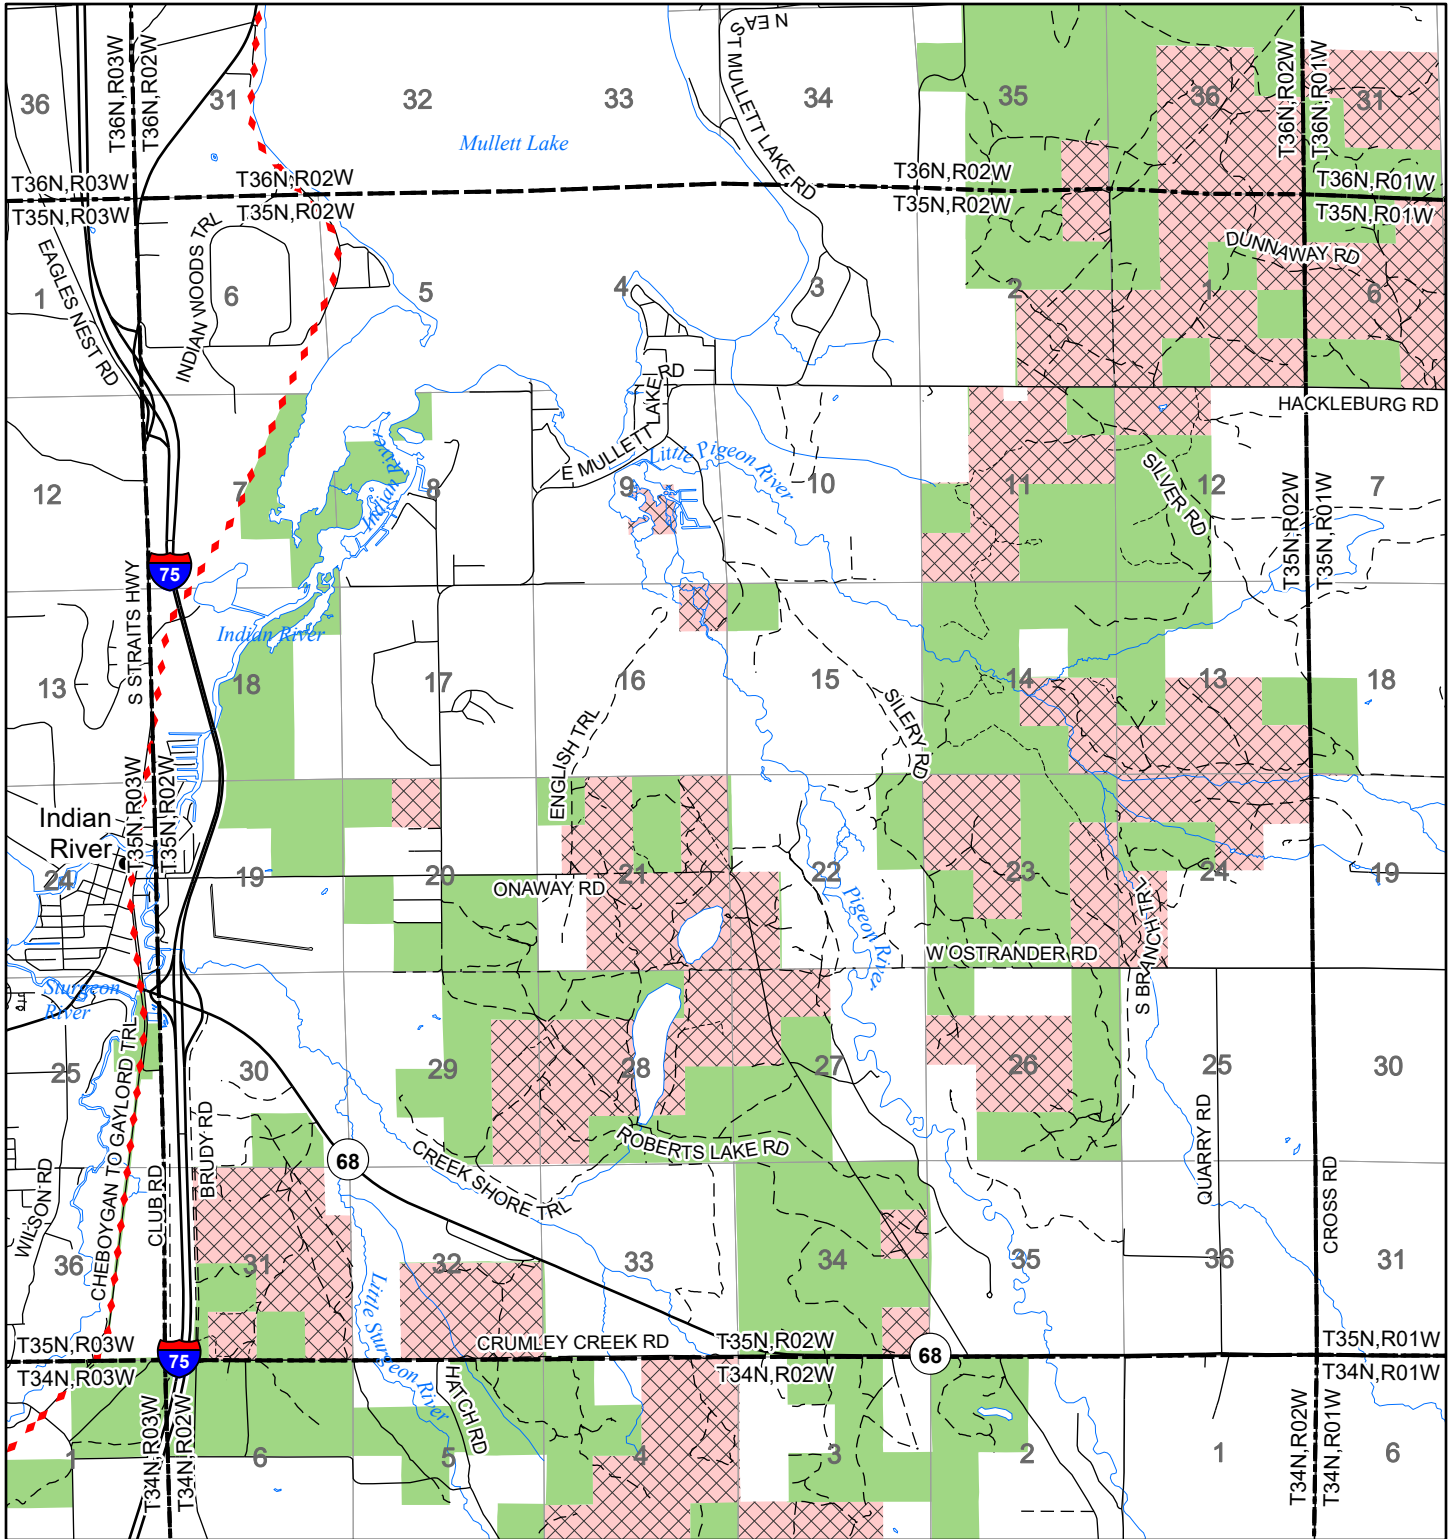 N EAS
T MULLETT LAKE RD
T36N,R03W
T36N,R02W
T36N,R02W
T36N,R01W
36
31
32
33
34
35
36
31
Mullett Lake
T36N,R03W
T36N,R02W
T36N,R02W
T36N,R01W
T35N,R03W
T35N,R02W
T35N,R02W
T35N,R01W
EAGLES NEST RD
INDIAN WOODS TRL
DUNNAWAY RD
1
6
5
4
3
2
1
6
RD
E MULLETT LAKE
HACKLEBURG RD
Little Pigeon River
Indian River
SILVER RD
12
7
8
9
10
11
12
7
T35N,R02W
T35N,R01W
75
S STRAITS HWY
Indian River
13
18
17
16
15
14
13
18
ENGLISH TRL
SILERY RD
T35N,R03W
T35N,R02W
Indian
River
24
19
20
21
22
23
24
19
ONAWAY RD
Pigeon River
S BRANCH TRL
W OSTRANDER RD
Sturgeon
River
25
30
29
28
27
26
25
30
CHEBOYGAN TO GAYLORD TRL
BRUDY RD
WILSON RD
CLUB RD
68
ROBERTS LAKE RD
CREEK SHORE TRL
QUARRY RD
CROSS RD
36
31
32
33
34
35
36
31
Little Sturgeon River
CRUMLEY CREEK RD
T35N,R03W
T35N,R02W
T35N,R01W
75
68
T34N,R03W
T34N,R02W
T34N,R01W
HATCH RD
T34N,R03W
T34N,R02W
T34N,R02W
T34N,R01W
1
6
5
4
3
2
1
6